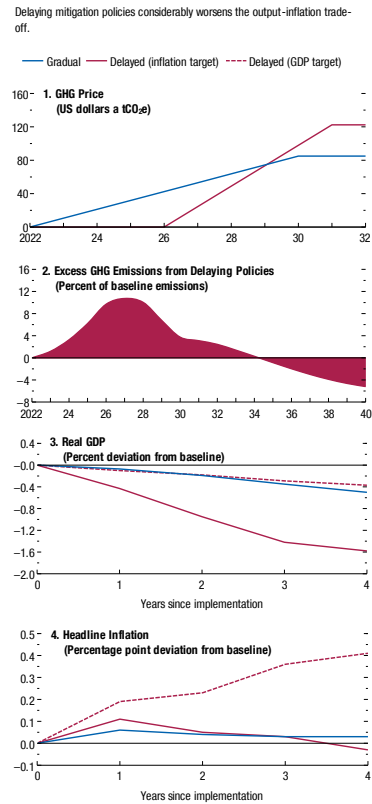 Delaying mitigation policies considerably worsens the output-inflation trade-
off.
Gradual Delayed (inflation target) Delayed (GDP target)
1. GHG Price
(US dollars a tCO₂e)
160
120
80
40
0
2022 24 26 28 30 32
2. Excess GHG Emissions from Delaying Policies
(Percent of baseline emissions)
16
12
8
4
0
−4
−8
2022 24 26 28 30 32 34 36 38 40
3. Real GDP
(Percent deviation from baseline)
0.4
−0.0
−0.4
−0.8
−1.2
−1.6
−2.0
0 1 2 3 4
Years since implementation
4. Headline Inflation
(Percentage point deviation from baseline)
0.5
0.4
0.3
0.2
0.1
0.0
−0.1
0 1 2 3 4
Years since implementation